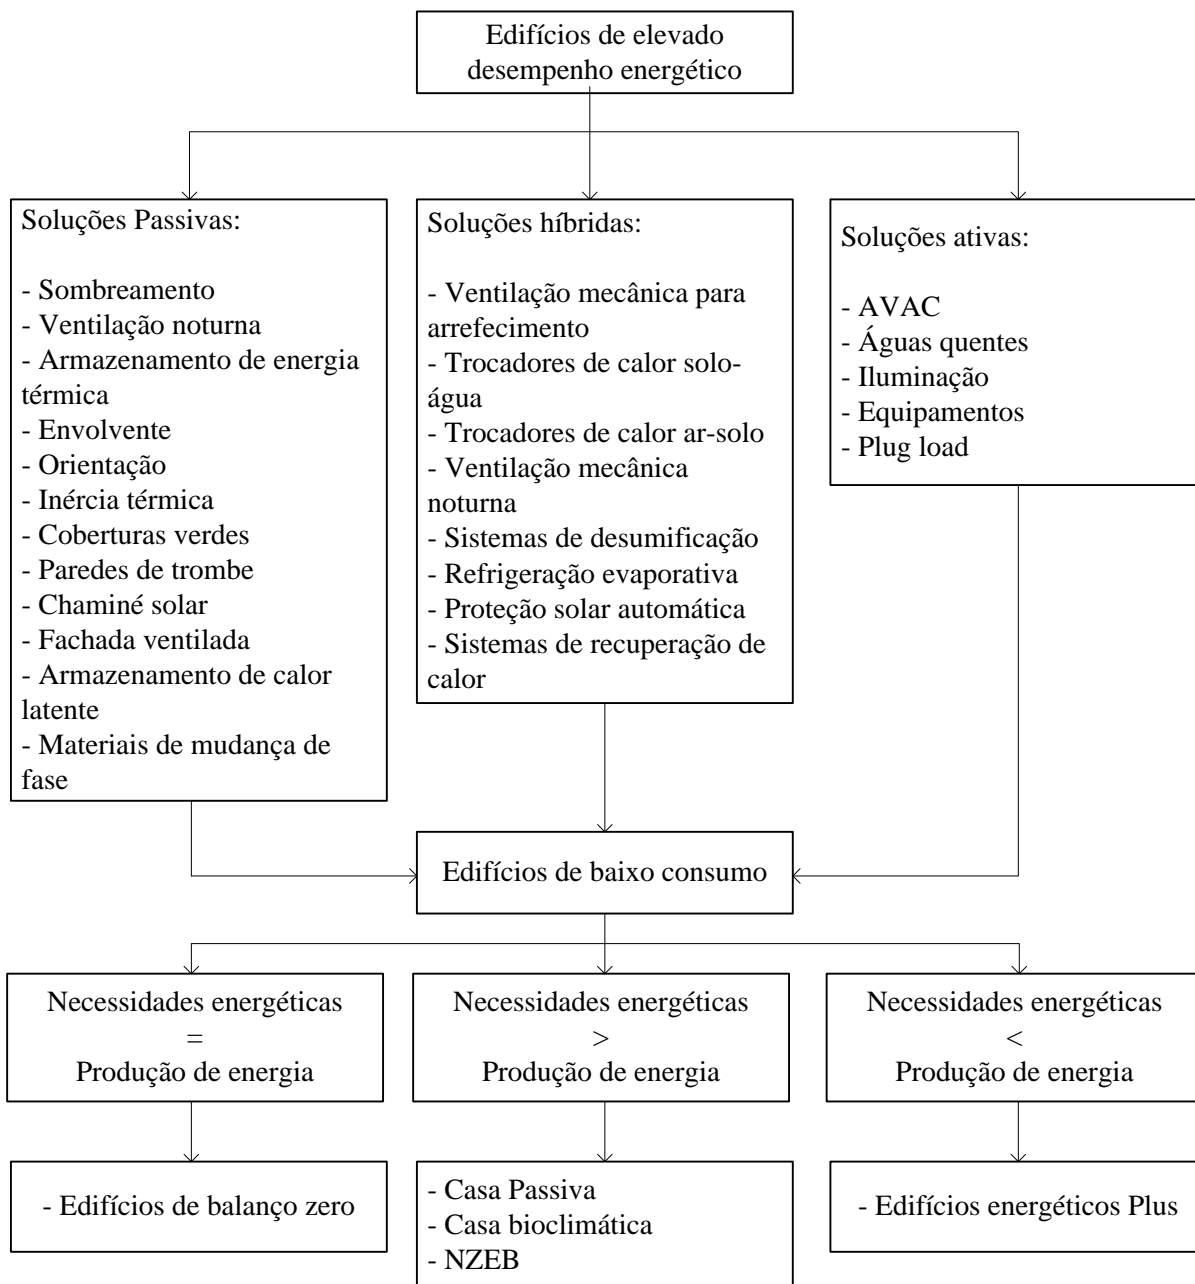 Edifícios de elevado
desempenho energético
Soluções Passivas:
- Sombreamento
- Ventilação noturna
- Armazenamento de energia
térmica
- Envolvente
- Orientação
- Inércia térmica
- Coberturas verdes
- Paredes de trombe
- Chaminé solar
- Fachada ventilada
- Armazenamento de calor
latente
- Materiais de mudança de
fase
Soluções híbridas:
- Ventilação mecânica para
arrefecimento
- Trocadores de calor solo-
água
- Trocadores de calor ar-solo
- Ventilação mecânica
noturna
- Sistemas de desumificação
- Refrigeração evaporativa
- Proteção solar automática
- Sistemas de recuperação de
calor
Soluções ativas:
- AVAC
- Águas quentes
- Iluminação
- Equipamentos
- Plug load
Edifícios de baixo consumo
Necessidades energéticas
=
Produção de energia
Necessidades energéticas
>
Produção de energia
Necessidades energéticas
<
Produção de energia
- Edifícios de balanço zero
- Casa Passiva
- Casa bioclimática
- NZEB
- Edifícios energéticos Plus